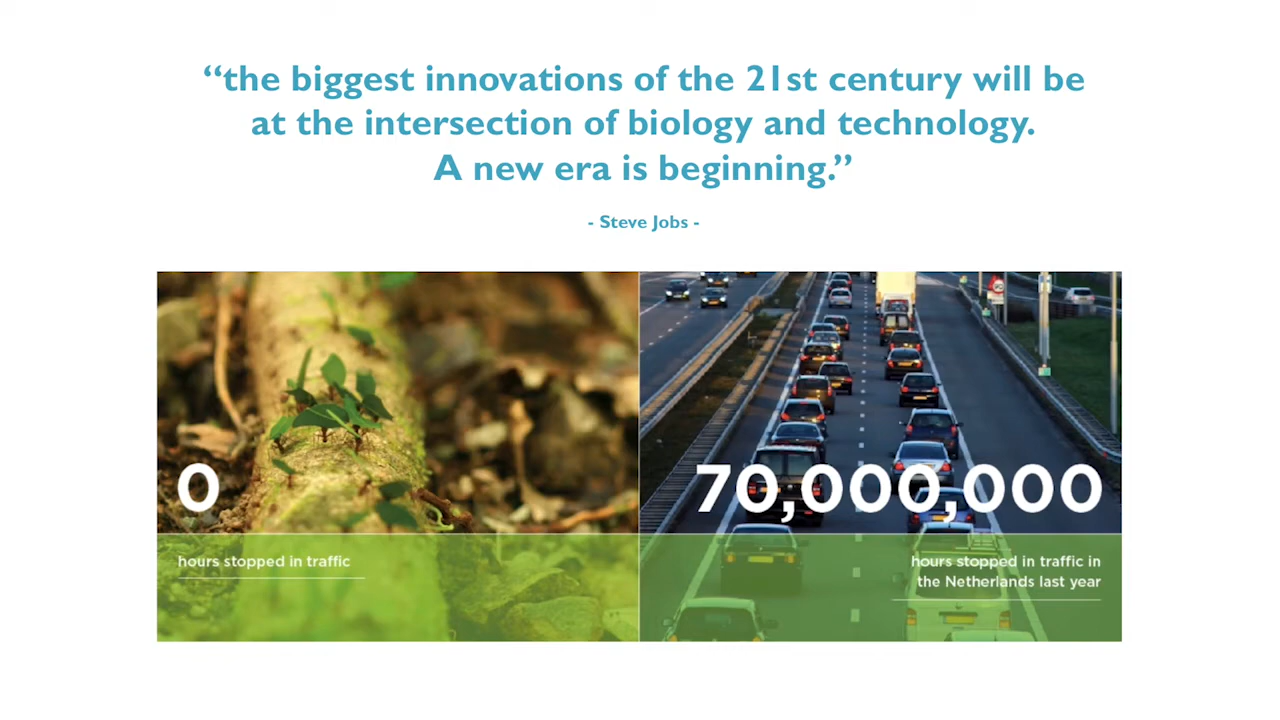 “the biggest innovations of the 21st century will be
at the intersection of biology and technology.
A new era is beginning.”
- Steve Jobs -
0
hours stopped in traffic
70,000,000
hours stopped in traffic in
the Netherlands last year